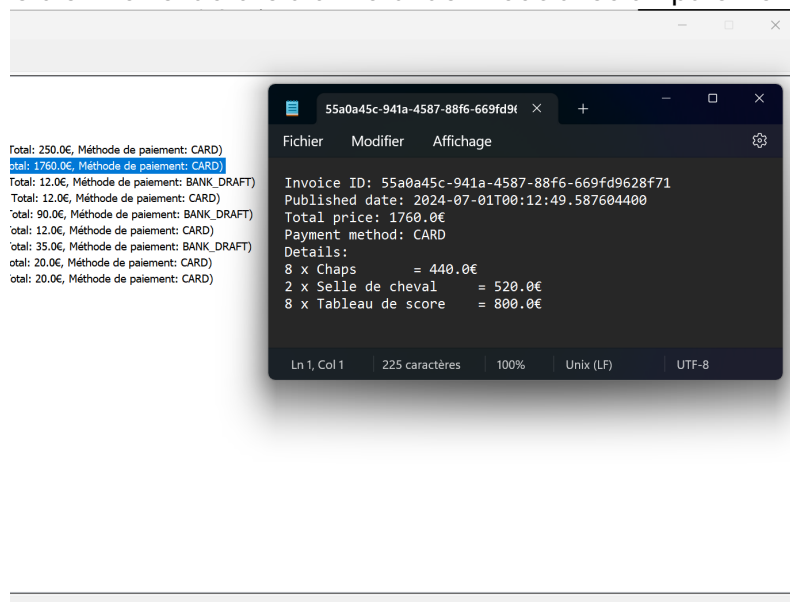 55a0a45c-941a-4587-88f6-669fd96
Fichier Modifier Affichage
Total: 250.0€, Méthode de paiement: CARD)
otal: 1760.0€, Méthode de paiement: CARD)
Total: 12.0€, Méthode de paiement: BANK_DRAFT)
Total: 12.0€, Méthode de paiement: CARD)
otal: 90.0€, Méthode de paiement: BANK_DRAFT)
Total: 12.0€, Méthode de paiement: CARD)
otal: 35.0€, Méthode de paiement: BANK_DRAFT)
otal: 20.0€, Méthode de paiement: CARD)
otal: 20.0€, Méthode de paiement: CARD)
Invoice ID: 55a0a45c-941a-4587-88f6-669fd9628f71
Published date: 2024-07-01T00:12:49.587604400
Total price: 1760.0€
Payment method: CARD
Details:
8 x Chaps = 440.0€
2 x Selle de cheval = 520.0€
8 x Tableau de score = 800.0€
Ln 1, Col 1 225 caractères 100% Unix (LF) UTF-8